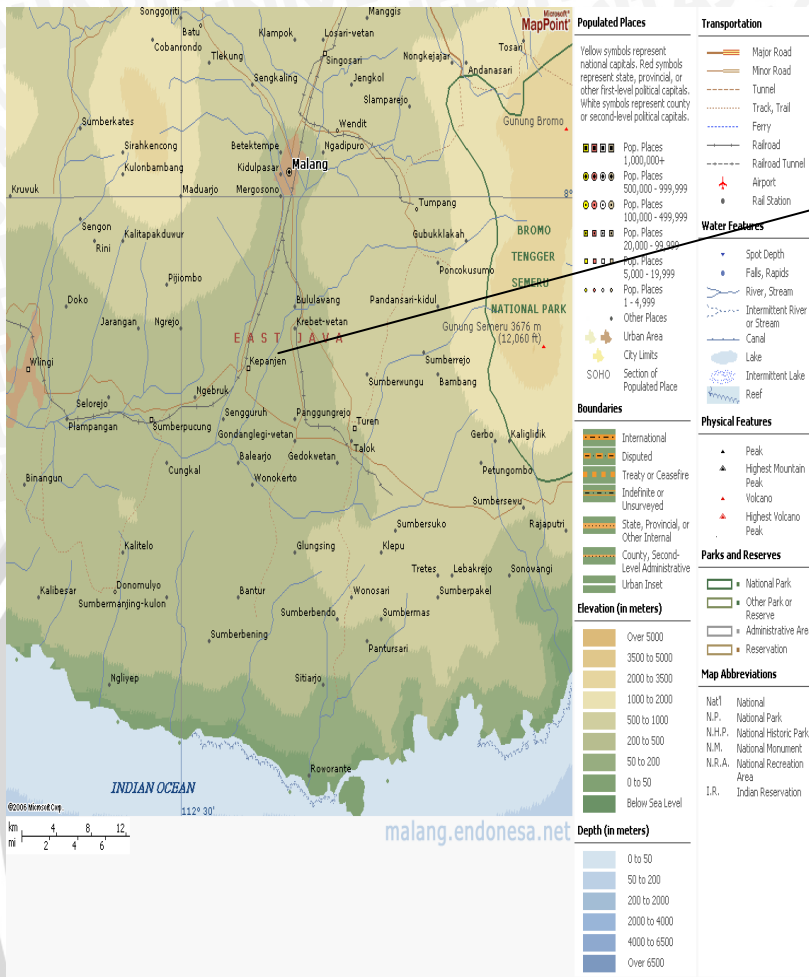 Songgoriti
Manggis
Microsoft®
MapPoint®
Batu
Klampok
Losari-vetan
Cobanrondo
Tosari
Tlekung
Singosari
Nongkejajar
Andanasari
Sengkaling
Jengkol
Slamparejo
Sumberkates
Wendit
Gunung Bromo
Sirahkencong
Betektempe
Ngadipuro
Kulonbambang
Kidulpasar
Malang
Kruvuk
Maduarjo
Mergosono
8°
Tumpang
Sengon
Kalitapakduwur
Rini
Gubukklakah
BROMO
TENGGER
SEMERU
NATIONAL PARK
Pijiombo
Poncokusumo
Doko
Bululavang
Pandansari-kidul
Jarangan
Ngrejo
Krebet-vetan
Gunung Semeru 3676 m
(12,060 ft)
EAST JAVA
Wlingi
Kepanjen
Sumberrejo
Sumberwungu
Bambang
Ngebruk
Selorejo
Sengguruh
Panggungrejo
Plampangan
Sumberpucung
Turen
Gondanglegi-vetan
Talok
Gerbo
Kaliglidik
Balearjo
Gedokvetan
Cungkal
Petungombo
Binangun
Wonokerto
Sumbersewu
Sumbersuko
Rajaputri
Kalitelo
Glungsing
Klepu
Tretes
Lebakrejo
Sonovangi
Donomulyo
Kalibesar
Bantur
Wonosari
Sumberpakel
Sumbermanjing-kulon
Sumberbendo
Sumbermas
Sumberbening
Pantursari
Ngliyep
Sitiarjo
Roworante
INDIAN OCEAN
©2006 Microsoft Corp.
112° 30'
km 4 8 12
mi 2 4 6
malang.endonesa.net
Populated Places
Yellow symbols represent
national capitals. Red symbols
represent state, provincial, or
other first-level political capitals.
White symbols represent county
or second-level political capitals.
Pop. Places
1,000,000+
Pop. Places
500,000 - 999,999
Pop. Places
100,000 - 499,999
Pop. Places
20,000 - 99,999
Pop. Places
5,000 - 19,999
Pop. Places
1 - 4,999
Other Places
Urban Area
City Limits
SOHO Section of
Populated Place
Boundaries
International
Disputed
Treaty or Ceasefire
Indefinite or
Unsurveyed
State, Provincial, or
Other Internal
County, Second-
Level Administrative
Urban Inset
Elevation (in meters)
Over 5000
3500 to 5000
2000 to 3500
1000 to 2000
500 to 1000
200 to 500
50 to 200
0 to 50
Below Sea Level
Depth (in meters)
0 to 50
50 to 200
200 to 2000
2000 to 4000
4000 to 6500
Over 6500
Transportation
Major Road
Minor Road
Tunnel
Track, Trail
Ferry
Railroad
Railroad Tunnel
Airport
Rail Station
Water Features
Spot Depth
Falls, Rapids
River, Stream
Intermittent River
or Stream
Canal
Lake
Intermittent Lake
Reef
Physical Features
Peak
Highest Mountain
Peak
Volcano
Highest Volcano
Peak
Parks and Reserves
National Park
Other Park or
Reserve
Administrative Are
Reservation
Map Abbreviations
Nat'l National
N.P. National Park
N.H.P. National Historic Park
N.M. National Monument
N.R.A. National Recreation
Area
I.R. Indian Reservation